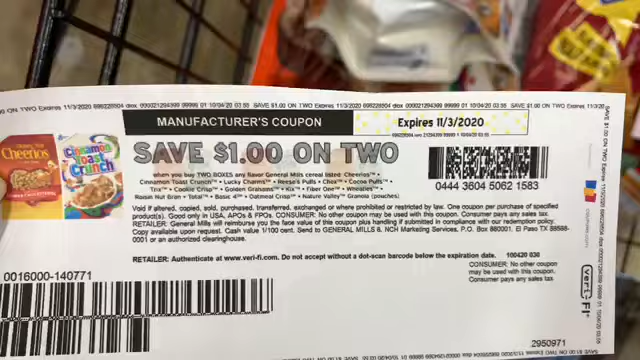 SAVE $1.00 ON TWO Expires 11/3/2020
MANUFACTURER'S COUPON
Expires 11/3/2020
SAVE $1.00 ON TWO
when you buy TWO BOXES any flavor General Mills cereal listed: Cheerios™ •
Cinnamon Toast Crunch™ • Lucky Charms™ • Reese's Puffs • Chex™ • Cocoa Puffs™ •
Trix™ • Cookie Crisp™ • Golden Grahams™ • Kix™ • Fiber One™ • Wheaties™ •
Raisin Nut Bran • Total™ • Basic 4™ • Oatmeal Crisp™ • Nature Valley™ Granola (pouches)
0444 3604 5062 1583
Void if altered, copied, sold, purchased, transferred, exchanged or where prohibited or restricted by law. One coupon per purchase of specified
product(s). Good only in USA, APOs & FPOs. CONSUMER: No other coupon may be used with this coupon. Consumer pays any sales tax.
RETAILER: General Mills will reimburse you the face value of this coupon plus handling if submitted in compliance with our redemption policy.
Copy available upon request. Cash value 1/100 cent. Send to GENERAL MILLS & NCH Marketing Services, P.O. Box 880001, El Paso TX 88588-
0001 or an authorized clearinghouse.
RETAILER: Authenticate at www.veri-fi.com. Do not accept without a dot-scan barcode below the expiration date.
CONSUMER: No other coupon
may be used with this coupon.
Consumer pays any sales tax.
0016000-140771
Cheerios
Cinnamon
Toast
Crunch
veri-fi
coupons.com
2950971